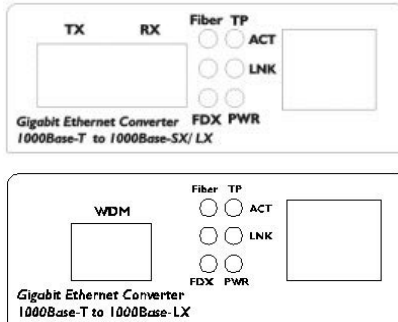 TX RX Fiber TP
ACT
LNK
FDX PWR
Gigabit Ethernet Converter
1000Base-T to 1000Base-SX/LX
Fiber TP
WDM ACT
LNK
FDX PWR
Gigabit Ethernet Converter
1000Base-T to 1000Base-LX